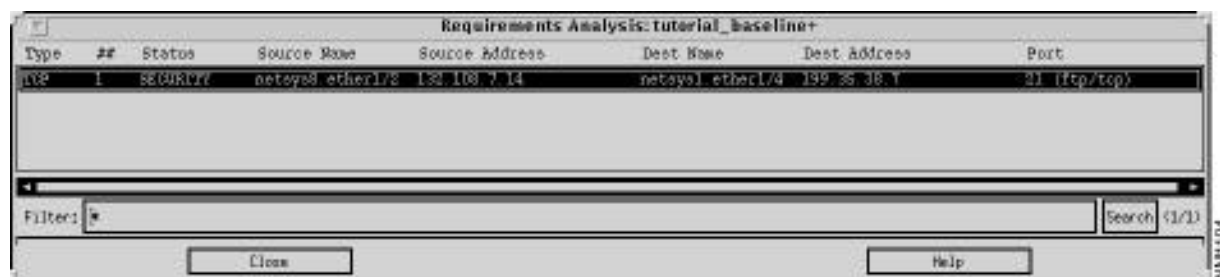 Requirements Analysis: tutorial_baseline+
Type ## Status Source Name Source Address Dest Name Dest Address Port
TCP 1 SECURITY netsys8 ether1/2 132.108.7.14 netsys1 ether1/4 199.35.38.7 21 (ftp/tcp)
Filter: * Search (1/1)
Close Help